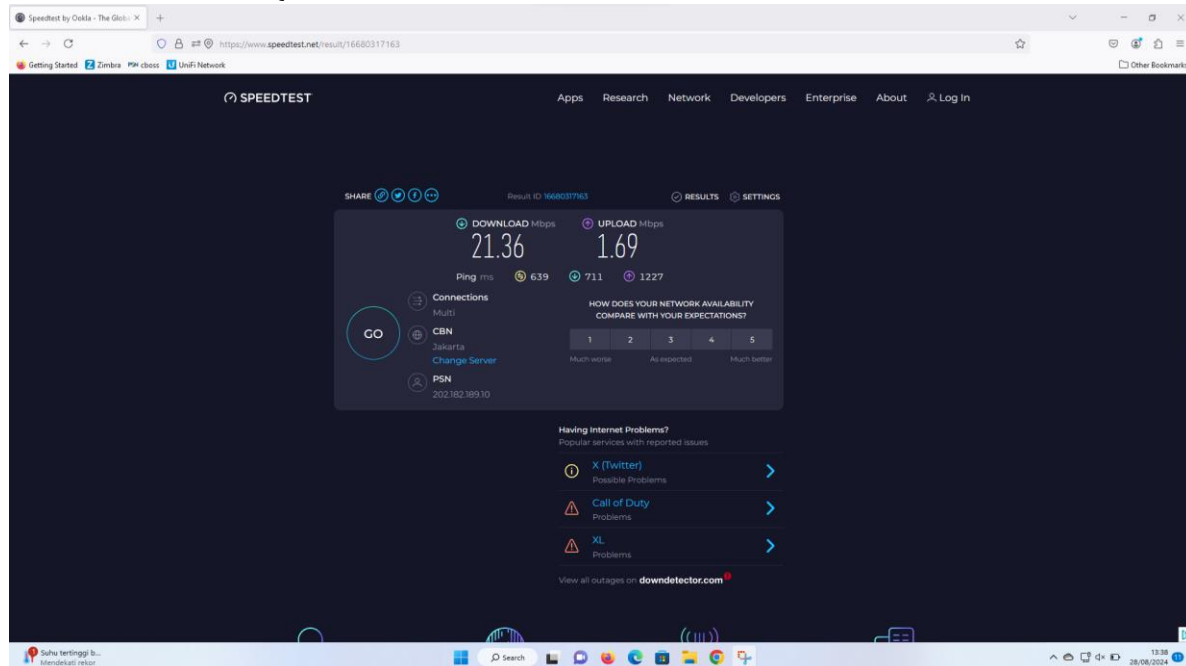 Speedtest by Ookla - The Glob
https://www.speedtest.net/result/16680317163
Getting Started Zimbra PSN cboss UniFi Network Other Bookmarks
SPEEDTEST Apps Research Network Developers Enterprise About Log In
SHARE Result ID 16680317163 RESULTS SETTINGS
DOWNLOAD Mbps UPLOAD Mbps
21.36 1.69
Ping ms 639 711 1227
Connections
Multi
HOW DOES YOUR NETWORK AVAILABILITY
COMPARE WITH YOUR EXPECTATIONS?
GO
CBN
Jakarta
Change Server
1 2 3 4 5
Much worse As expected Much better
PSN
202.182.189.10
Having Internet Problems?
Popular services with reported issues
X (Twitter)
Possible Problems
Call of Duty
Problems
XL
Problems
View all outages on downdetector.com
Suhu tertinggi b...
Mendekati rekor
Search
13:38
28/08/2024